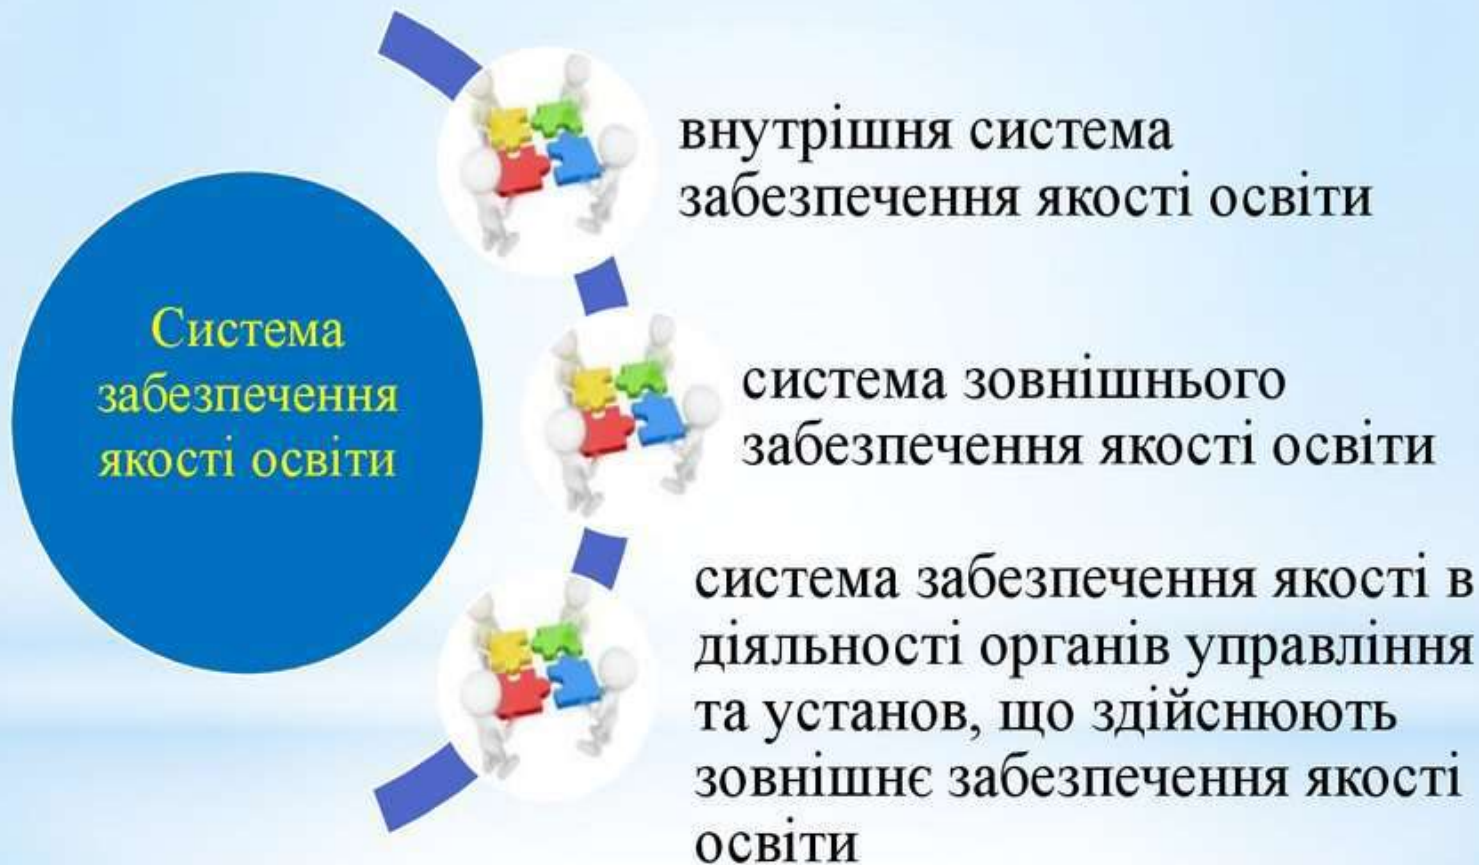 Система
забезпечення
якості освіти
внутрішня система
забезпечення якості освіти
система зовнішнього
забезпечення якості освіти
система забезпечення якості в
діяльності органів управління
та установ, що здійснюють
зовнішнє забезпечення якості
освіти